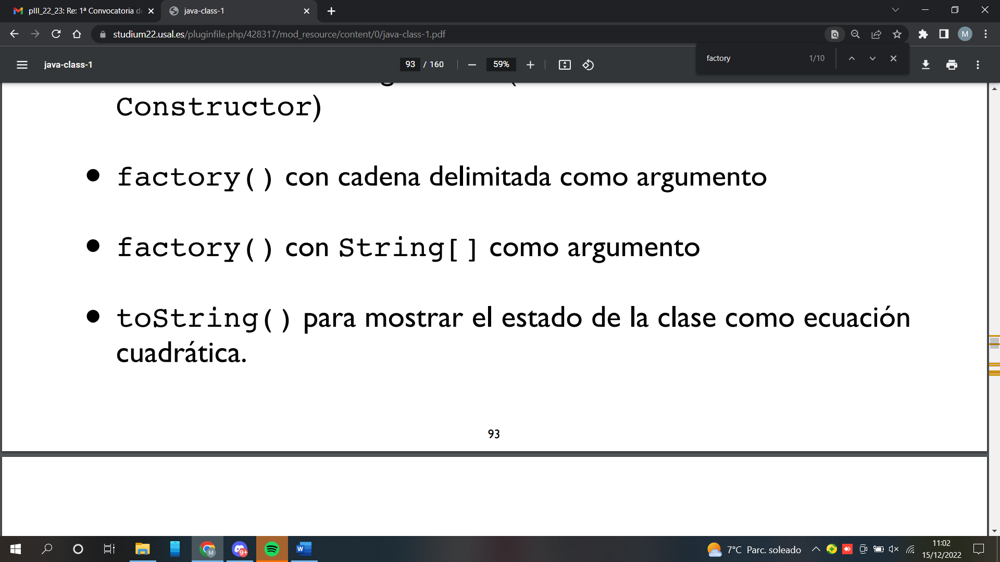 plII_22_23: Re: 1ª Convocatoria d
java-class-1
studium22.usal.es/pluginfile.php/428317/mod_resource/content/0/java-class-1.pdf
M
java-class-1
93 / 160
59%
factory
1/10
Constructor)
• factory() con cadena delimitada como argumento
• factory() con String[] como argumento
• toString() para mostrar el estado de la clase como ecuación
cuadrática.
93
M
9+
W
7°C Parc. soleado
11:02
15/12/2022